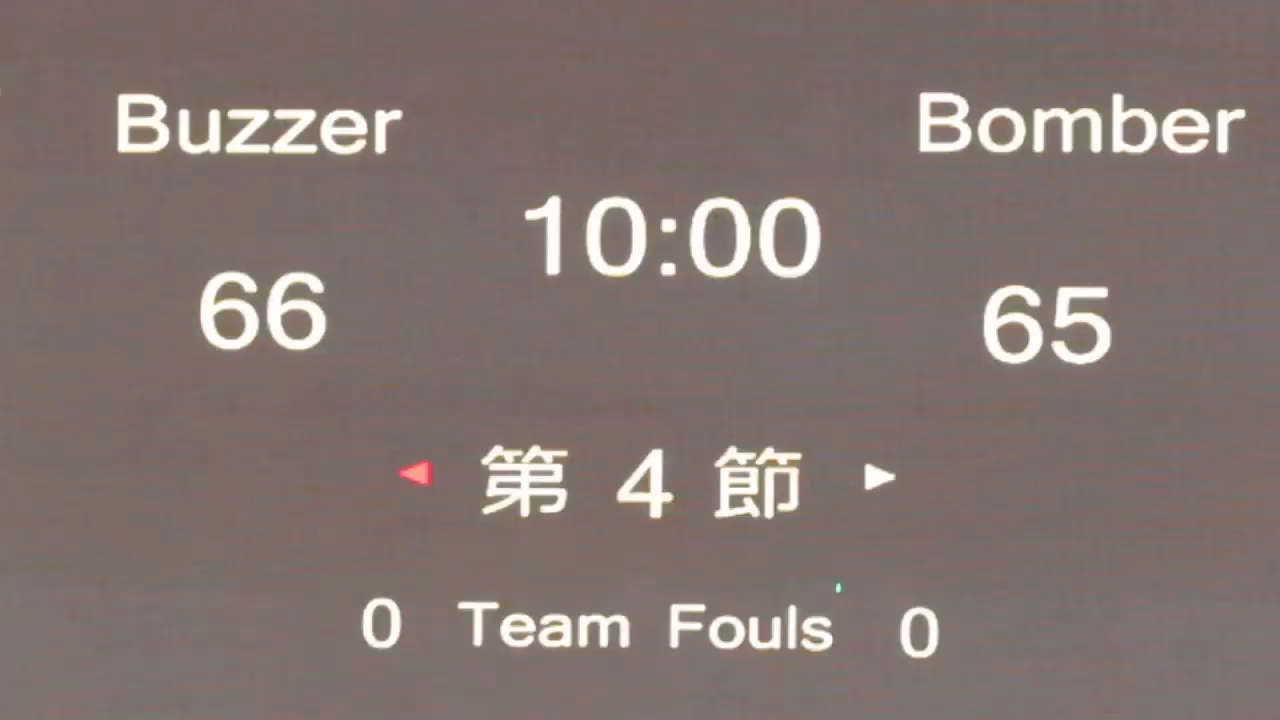 Buzzer Bomber
10:00
66 65
◀ 第 4 節 ▶
0 Team Fouls 0